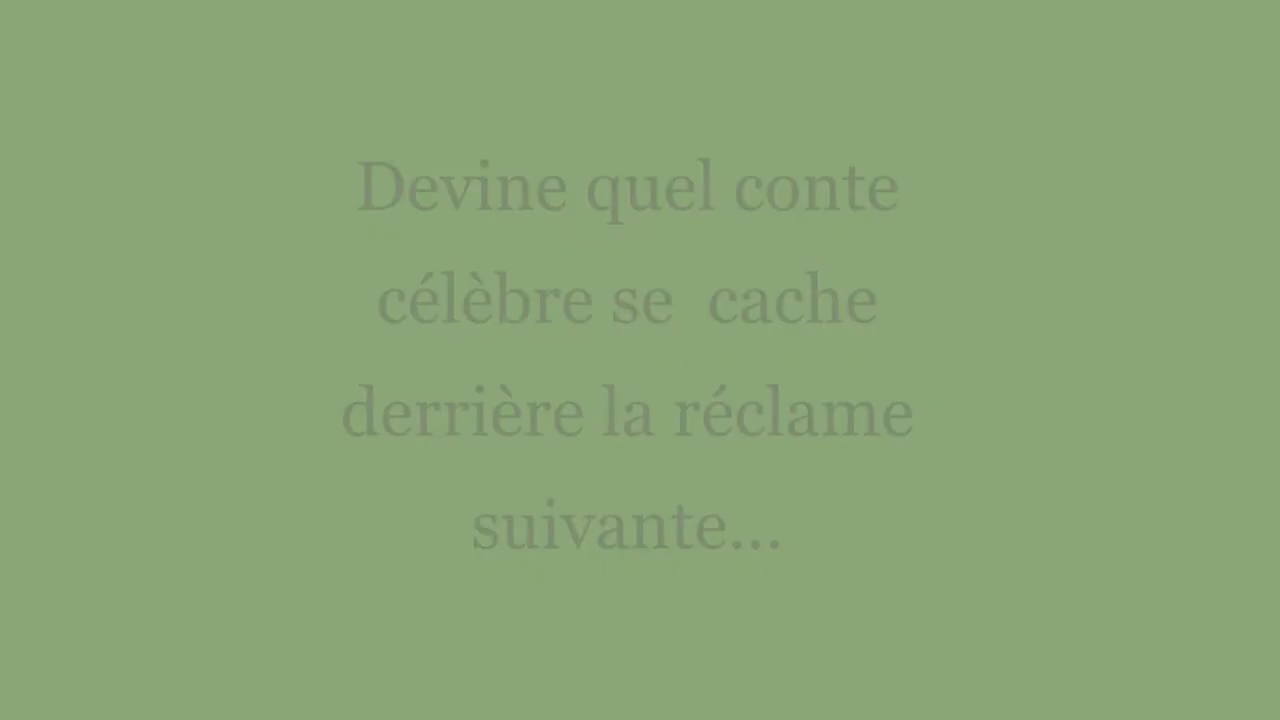 Devine quel conte
célèbre se  cache
derrière la réclame
suivante...